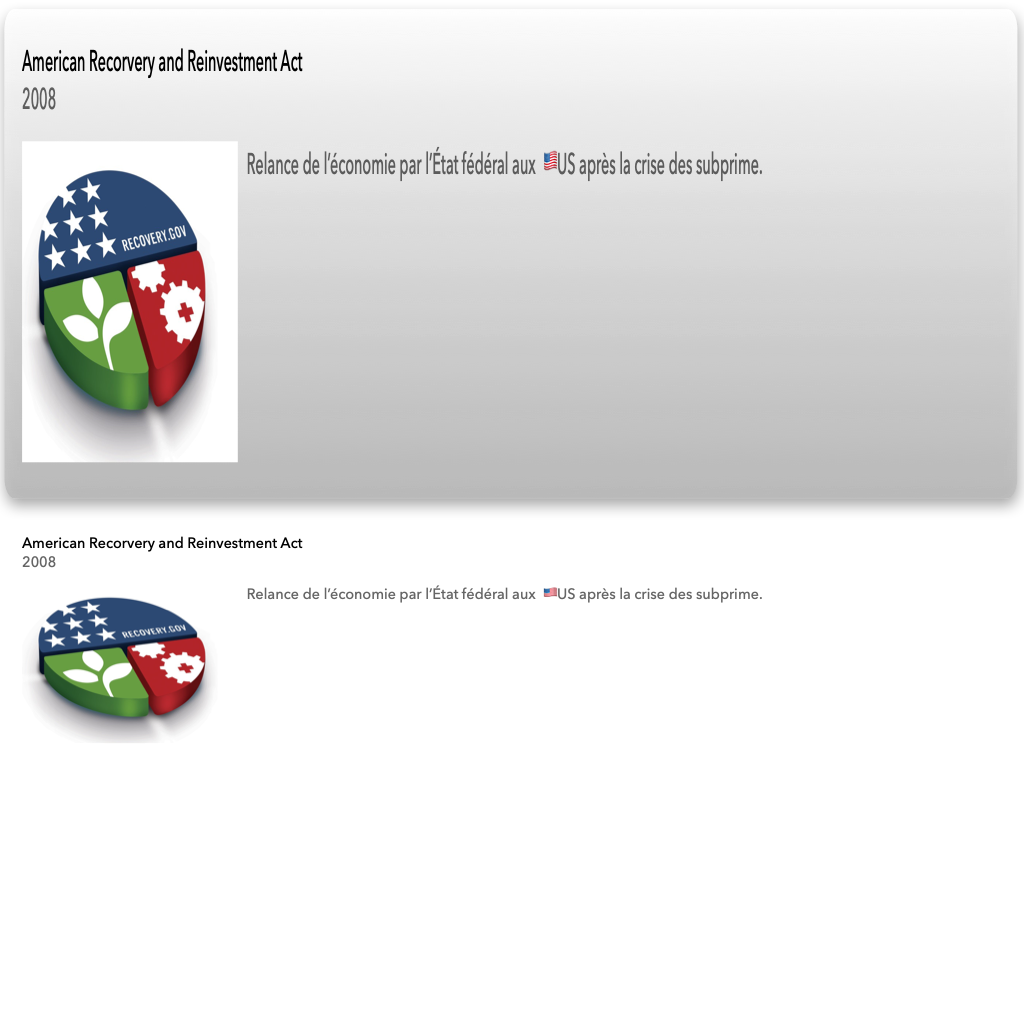 American Recorvery and Reinvestment Act
2008
RECOVERY.GOV
Relance de l’économie par l’État fédéral aux 🇺🇸US après la crise des subprime.
American Recorvery and Reinvestment Act
2008
RECOVERY.GOV
Relance de l’économie par l’État fédéral aux 🇺🇸US après la crise des subprime.